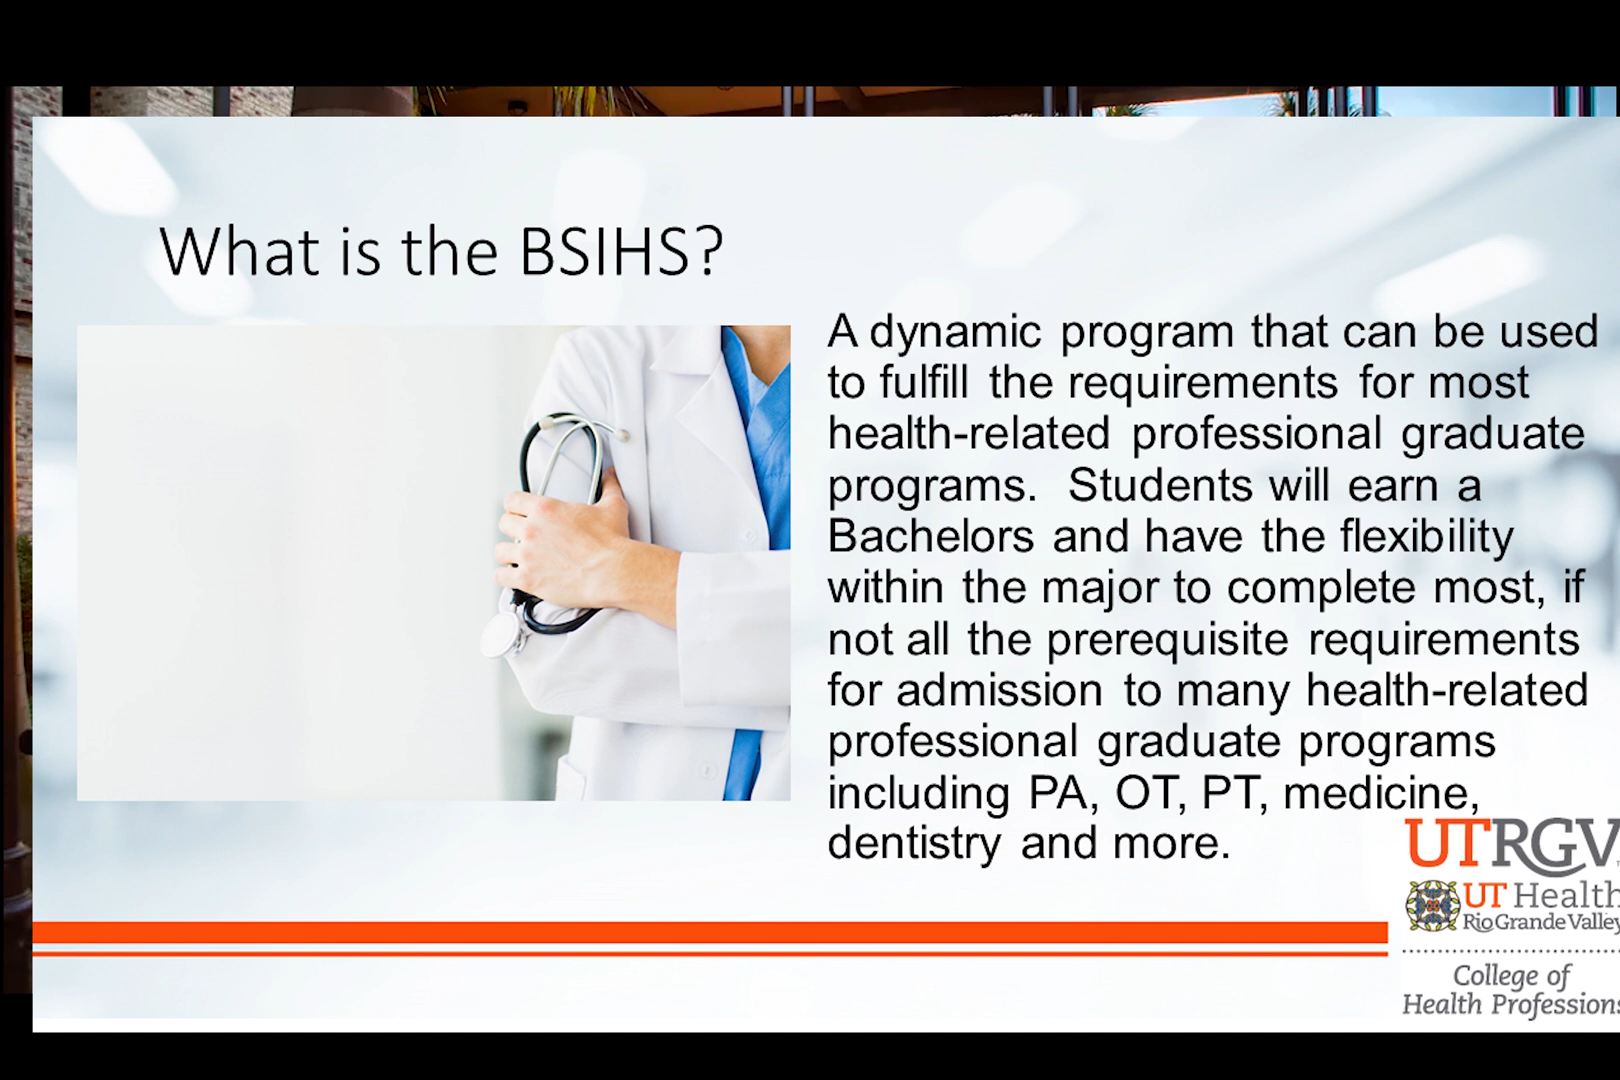 What is the BSIHS?
A dynamic program that can be used
to fulfill the requirements for most
health-related professional graduate
programs.  Students will earn a
Bachelors and have the flexibility
within the major to complete most, if
not all the prerequisite requirements
for admission to many health-related
professional graduate programs
including PA, OT, PT, medicine,
dentistry and more.
UTRGV
UT Health
Rio Grande Valley
College of
Health Professions